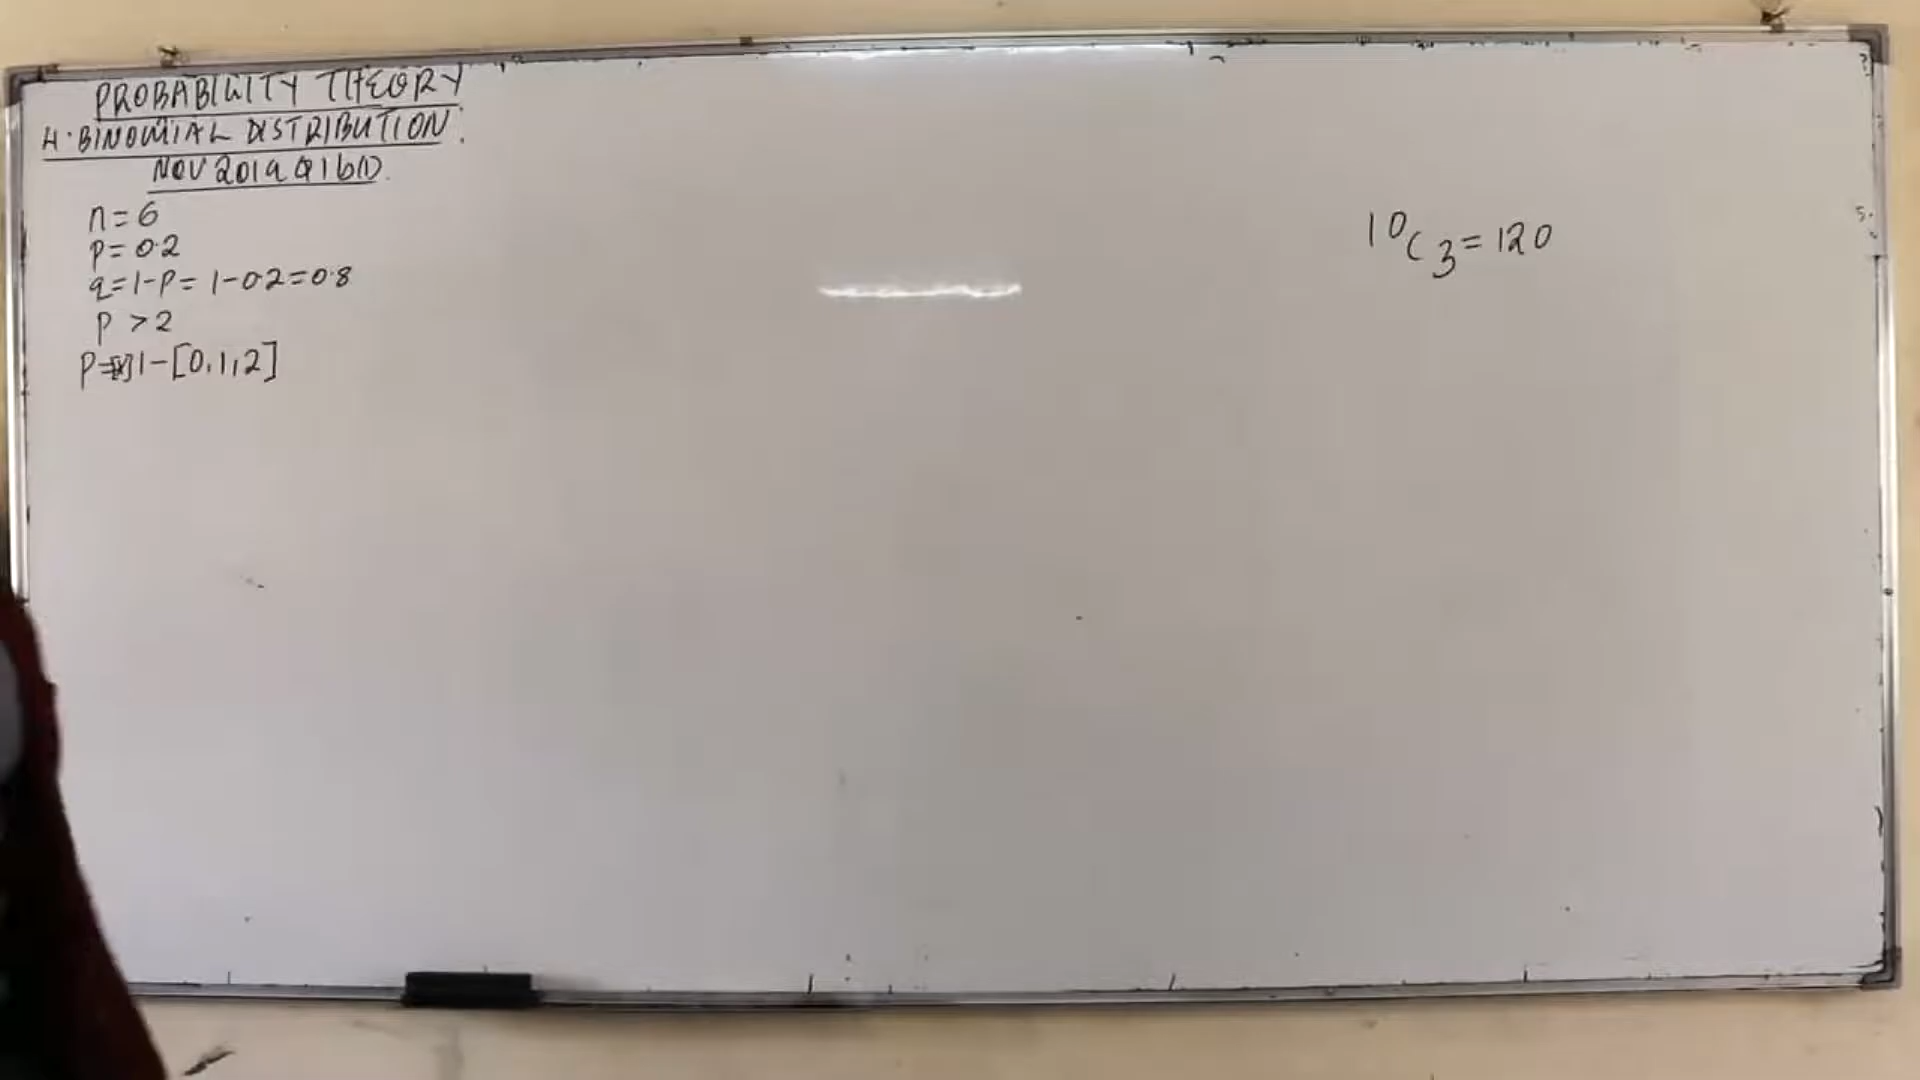 PROBABILITY THEORY
4. BINOMIAL DISTRIBUTION.
NOV 2019 Q1 b(i).
n = 6
p = 0.2
q = 1-p = 1-0.2 = 0.8
P > 2
P = 1-[0,1,2]
¹⁰C₃ = 120